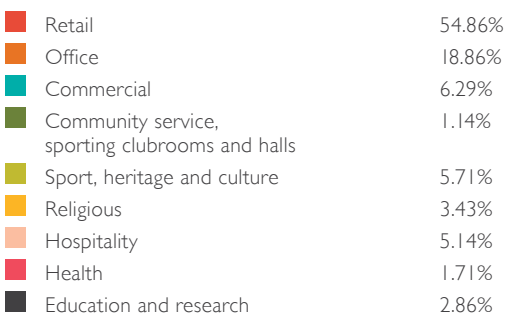 Retail 54.86%
Office 18.86%
Commercial 6.29%
Community service, 1.14%
sporting clubrooms and halls
Sport, heritage and culture 5.71%
Religious 3.43%
Hospitality 5.14%
Health 1.71%
Education and research 2.86%